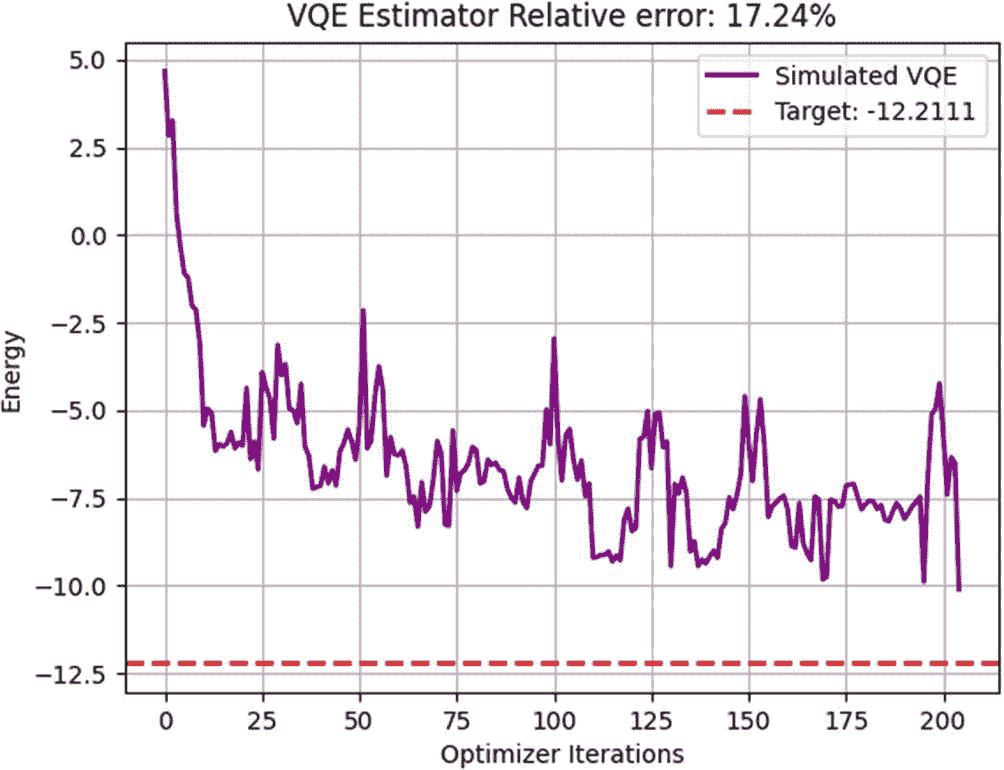 VQE Estimator Relative error: 17.24%
Simulated VQE
Target: -12.2111
5.0
2.5
0.0
−2.5
−5.0
−7.5
−10.0
−12.5
Energy
0 25 50 75 100 125 150 175 200
Optimizer Iterations